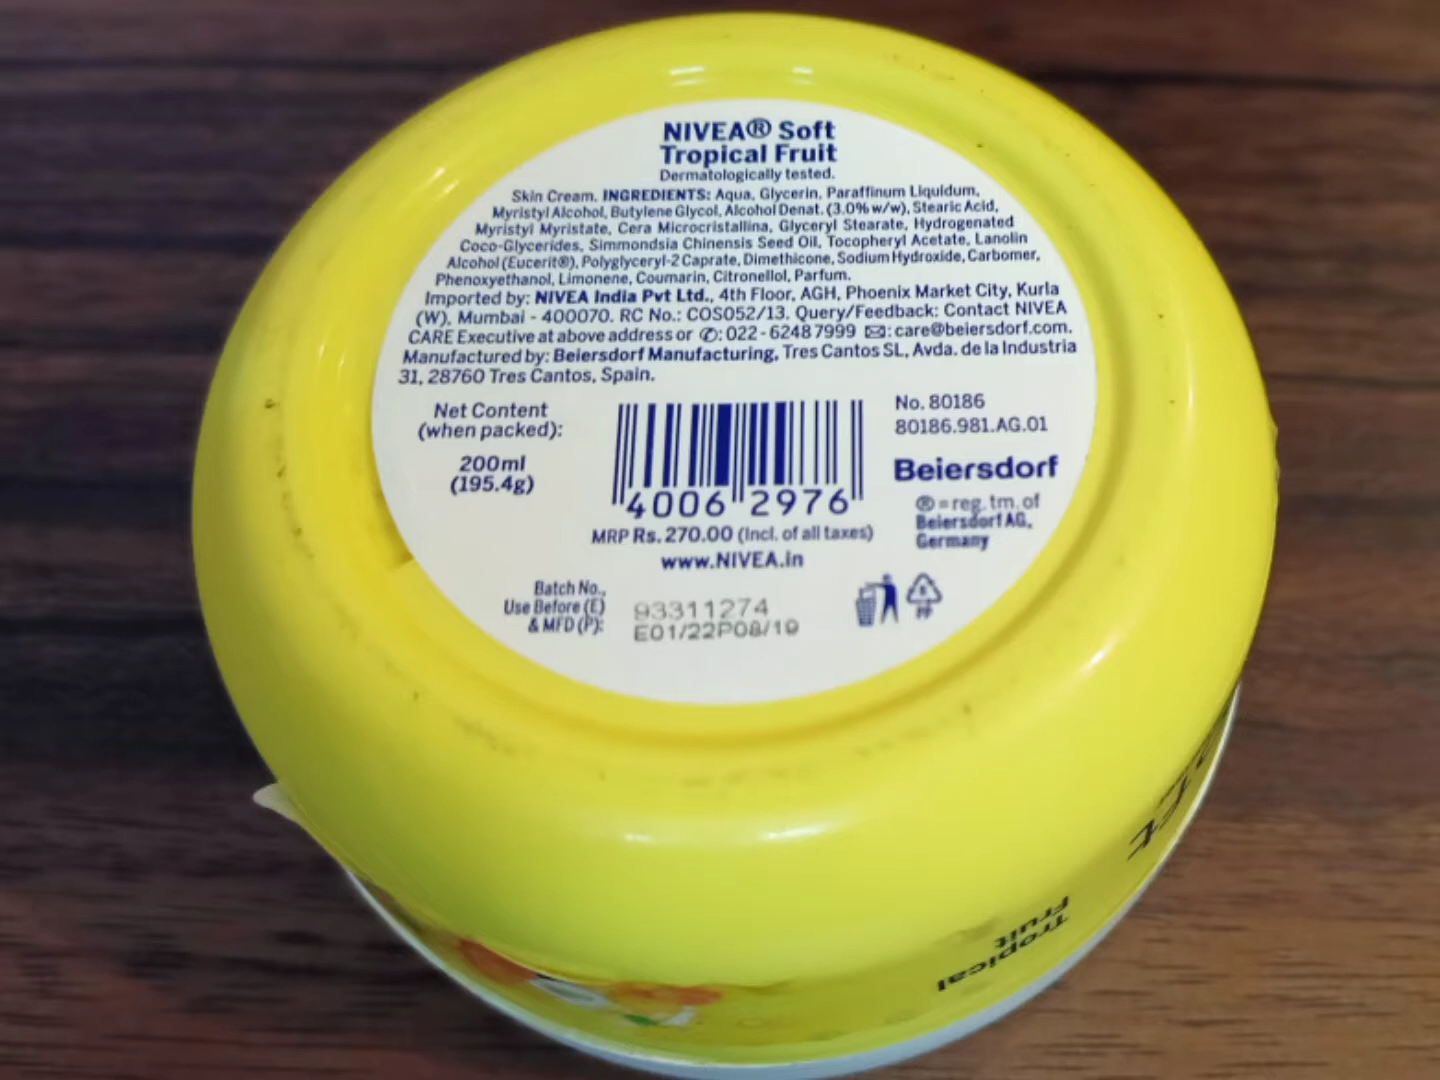 NIVEA® Soft
Tropical Fruit
Dermatologically tested.
Skin Cream. INGREDIENTS: Aqua, Glycerin, Paraffinum Liquidum,
Myristyl Alcohol, Butylene Glycol, Alcohol Denat. (3.0% w/w), Stearic Acid,
Myristyl Myristate, Cera Microcristallina, Glyceryl Stearate, Hydrogenated
Coco-Glycerides, Simmondsia Chinensis Seed Oil, Tocopheryl Acetate, Lanolin
Alcohol (Eucerit®), Polyglyceryl-2 Caprate, Dimethicone, Sodium Hydroxide, Carbomer,
Phenoxyethanol, Limonene, Coumarin, Citronellol, Parfum.
Imported by: NIVEA India Pvt Ltd., 4th Floor, AGH, Phoenix Market City, Kurla
(W), Mumbai - 400070. RC No.: COS052/13. Query/Feedback: Contact NIVEA
CARE Executive at above address or ✆: 022 - 6248 7999 ✉: care@beiersdorf.com.
Manufactured by: Beiersdorf Manufacturing, Tres Cantos SL, Avda. de la Industria
31, 28760 Tres Cantos, Spain.
Net Content
(when packed):
200ml
(195.4g)
4006 2976
MRP Rs. 270.00 (Incl. of all taxes)
www.NIVEA.in
No. 80186
80186.981.AG.01
Beiersdorf
® = reg. tm. of
Beiersdorf AG,
Germany
Batch No.,
Use Before (E)
& MFD (P):
93311274
E01/22P08/19
5
PP
Tropical
Fruit